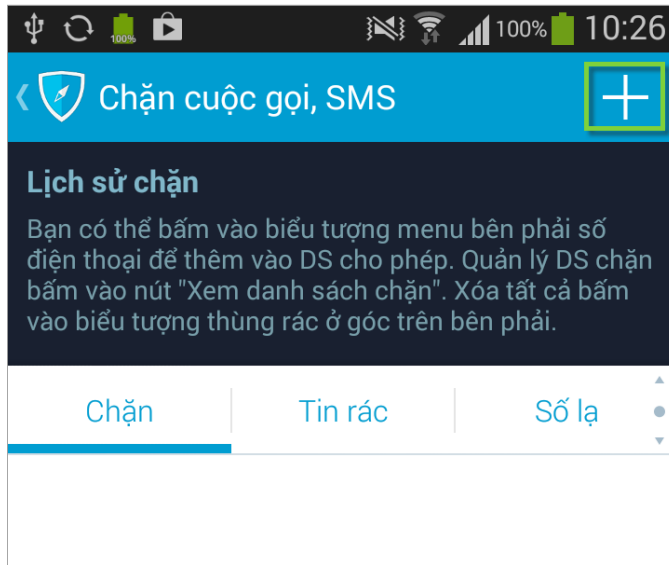 100% 100% 10:26
Chặn cuộc gọi, SMS
Lịch sử chặn
Bạn có thể bấm vào biểu tượng menu bên phải số
điện thoại để thêm vào DS cho phép. Quản lý DS chặn
bấm vào nút "Xem danh sách chặn". Xóa tất cả bấm
vào biểu tượng thùng rác ở góc trên bên phải.
Chặn Tin rác Số lạ